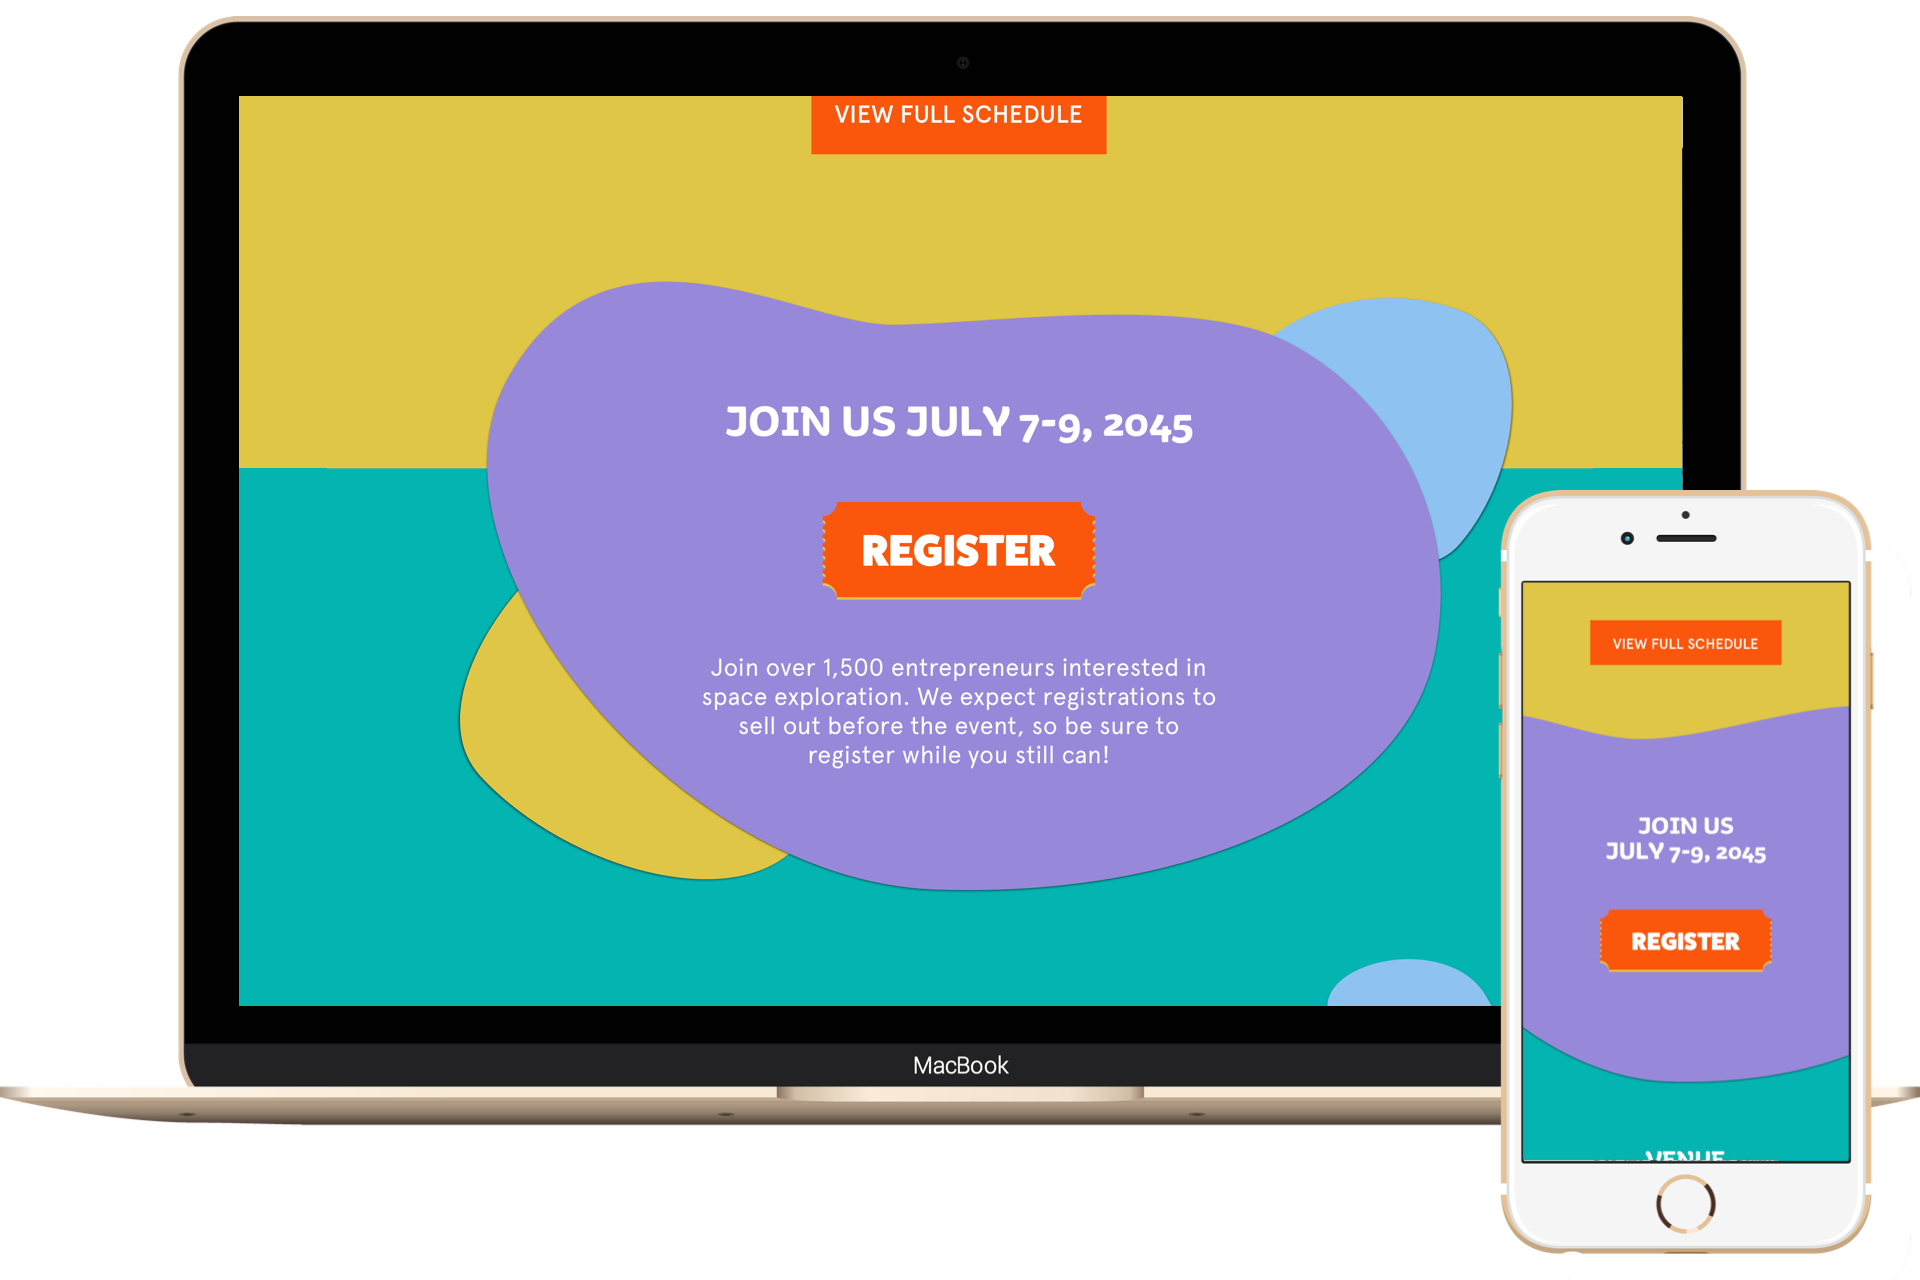 VIEW FULL SCHEDULE
JOIN US JULY 7-9, 2045
REGISTER
Join over 1,500 entrepreneurs interested in
space exploration. We expect registrations to
sell out before the event, so be sure to
register while you still can!
MacBook
VIEW FULL SCHEDULE
JOIN US
JULY 7-9, 2045
REGISTER
VENUE